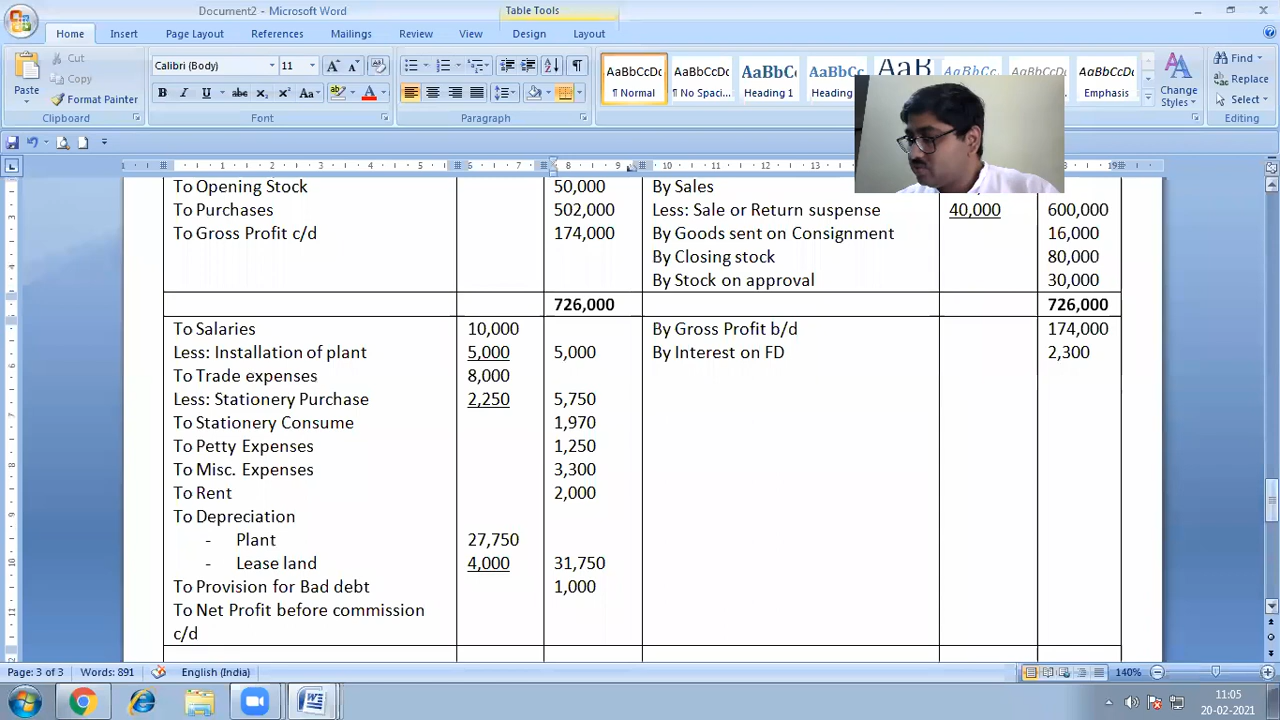 Document2 - Microsoft Word
Table Tools
Home Insert Page Layout References Mailings Review View Design Layout
Cut
Copy
Paste
Format Painter
Clipboard
Calibri (Body) 11
Font
Paragraph
AaBbCcDc AaBbCcDc AaBbCc AaBbCc AaB AaBbCcI AaBbCcDc AaBbCcDc
¶ Normal ¶ No Spaci... Heading 1 Heading Emphasis
Change Styles
Find
Replace
Select
Editing
To Opening Stock 50,000 By Sales
To Purchases 502,000 Less: Sale or Return suspense 40,000 600,000
To Gross Profit c/d 174,000 By Goods sent on Consignment 16,000
By Closing stock 80,000
By Stock on approval 30,000
726,000 726,000
To Salaries 10,000 By Gross Profit b/d 174,000
Less: Installation of plant 5,000 5,000 By Interest on FD 2,300
To Trade expenses 8,000
Less: Stationery Purchase 2,250 5,750
To Stationery Consume 1,970
To Petty Expenses 1,250
To Misc. Expenses 3,300
To Rent 2,000
To Depreciation
- Plant 27,750
- Lease land 4,000 31,750
To Provision for Bad debt 1,000
To Net Profit before commission
c/d
Page: 3 of 3 Words: 891 English (India) 140%
11:05
20-02-2021